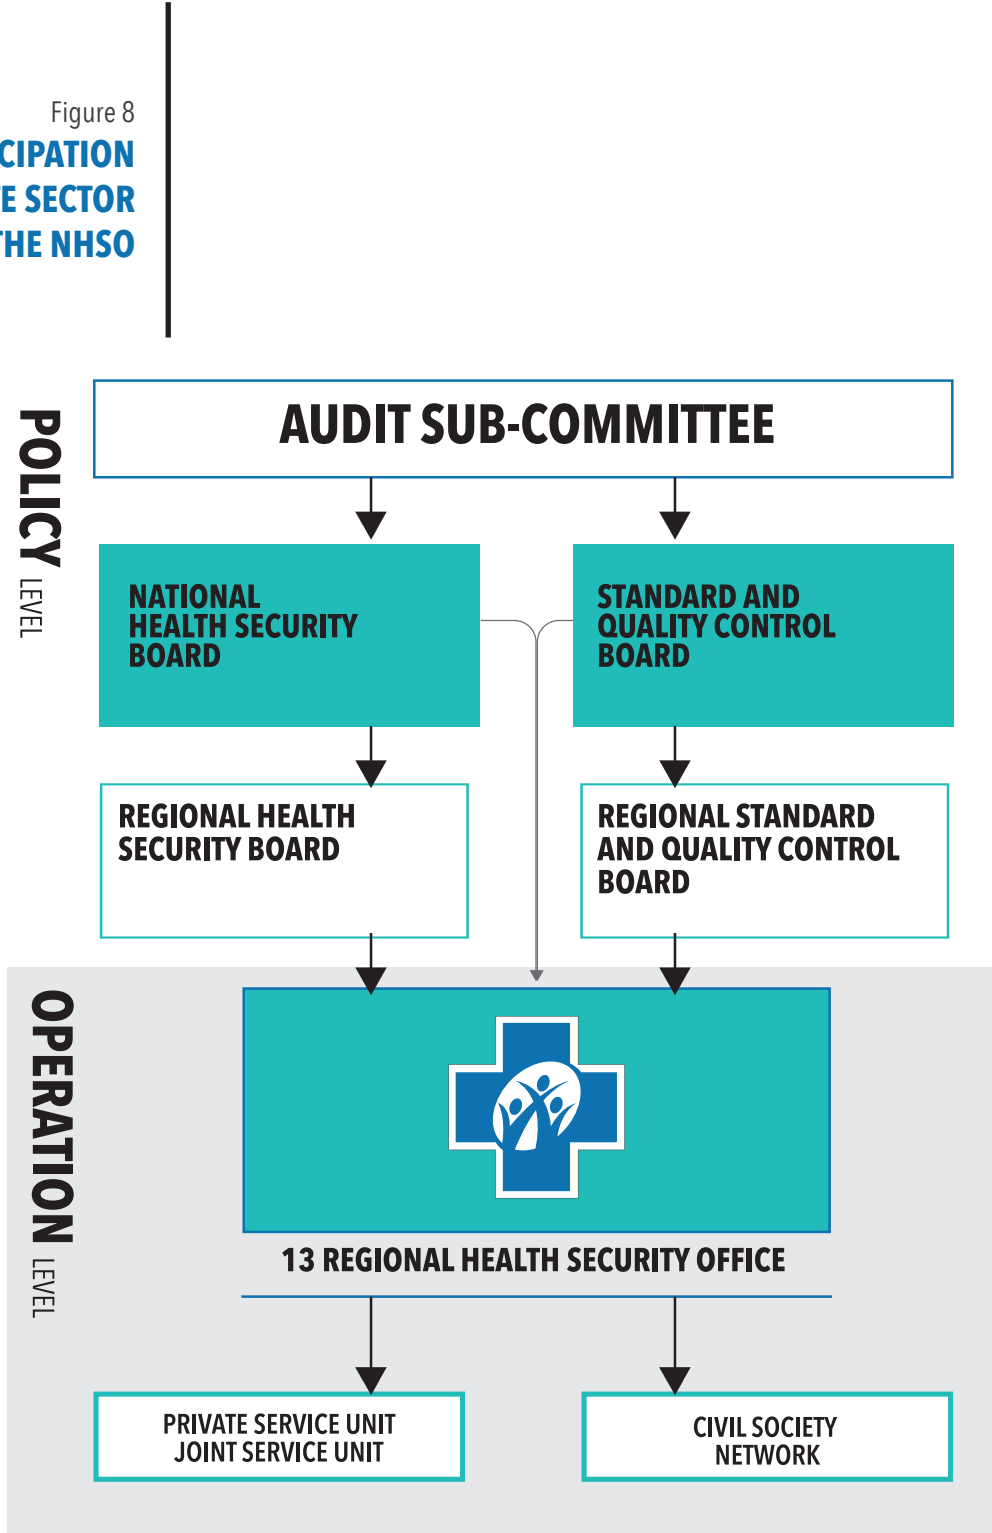 Figure 8
CIPATION
E SECTOR
THE NHSO
POLICY LEVEL
AUDIT SUB-COMMITTEE
NATIONAL
HEALTH SECURITY
BOARD
STANDARD AND
QUALITY CONTROL
BOARD
REGIONAL HEALTH
SECURITY BOARD
REGIONAL STANDARD
AND QUALITY CONTROL
BOARD
OPERATION LEVEL
13 REGIONAL HEALTH SECURITY OFFICE
PRIVATE SERVICE UNIT
JOINT SERVICE UNIT
CIVIL SOCIETY
NETWORK